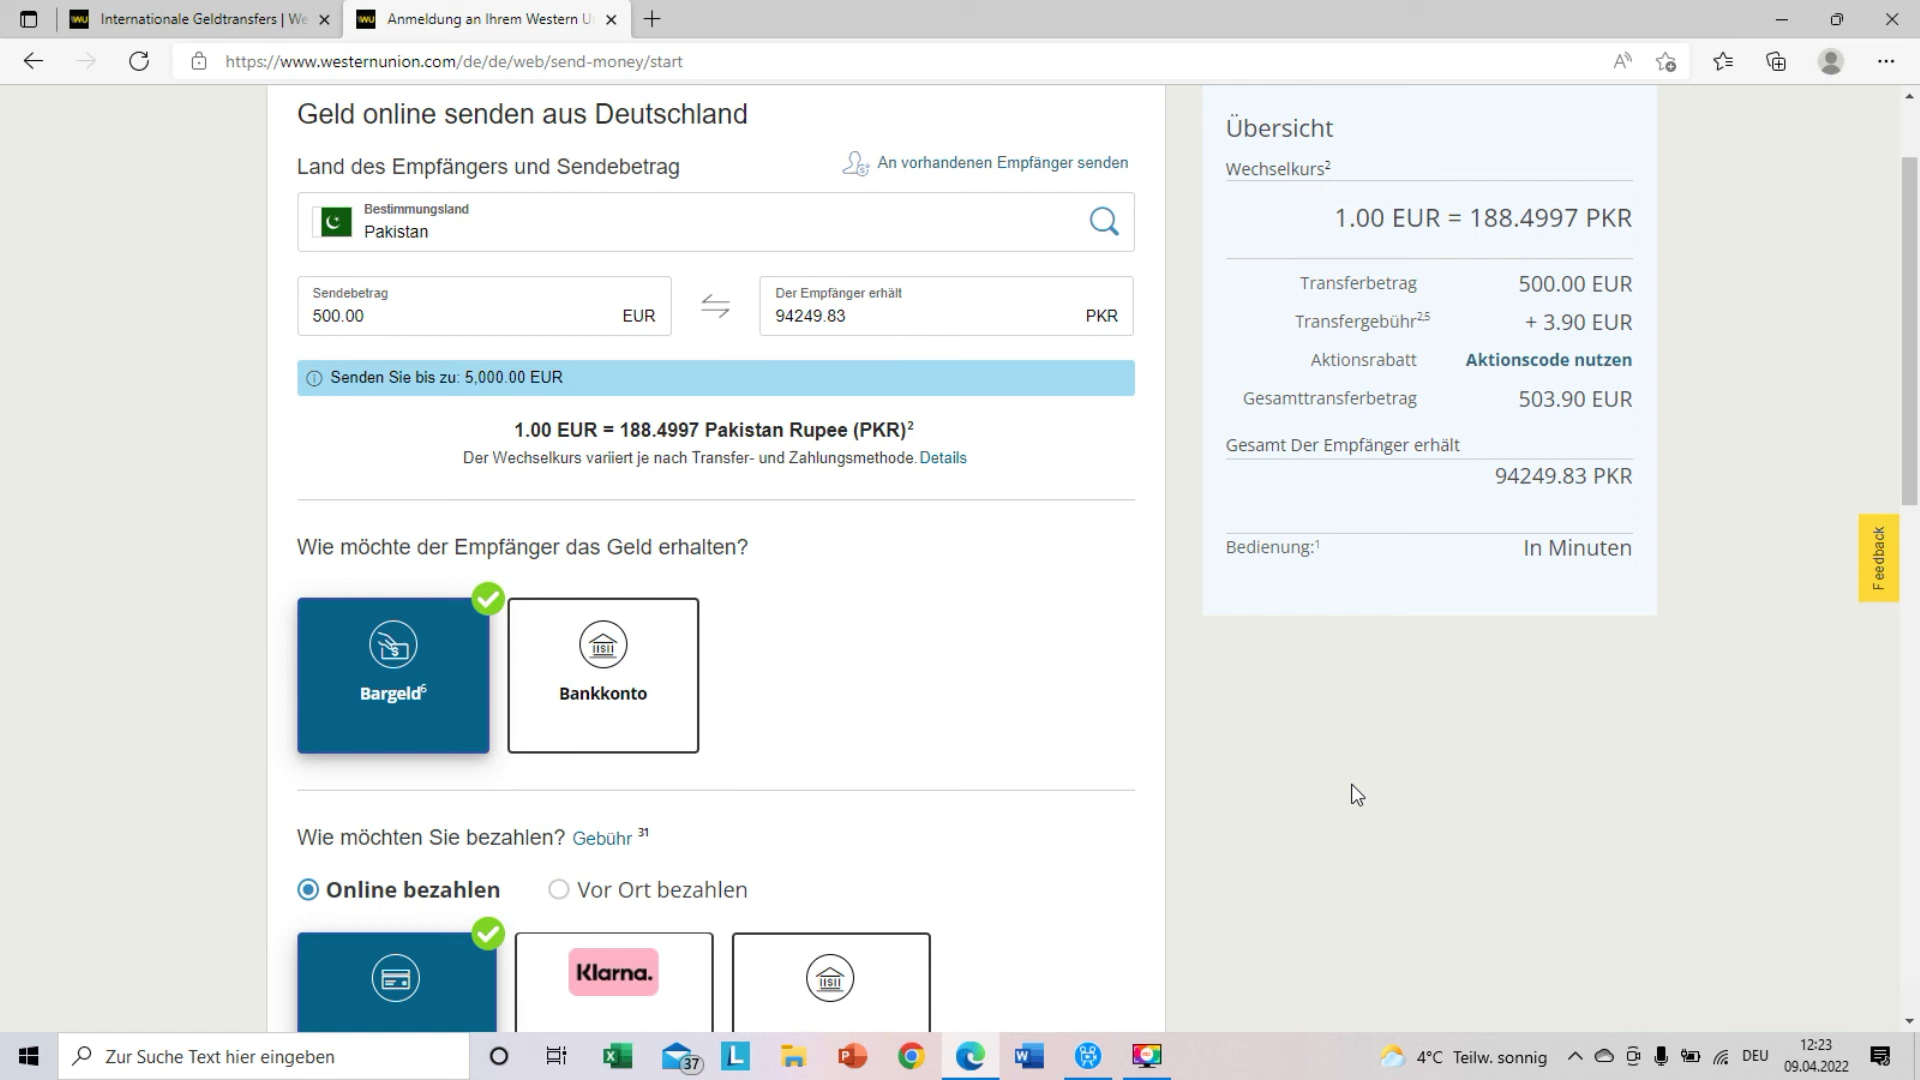 Internationale Geldtransfers | We
Anmeldung an Ihrem Western U
https://www.westernunion.com/de/de/web/send-money/start
Geld online senden aus Deutschland
Land des Empfängers und Sendebetrag
An vorhandenen Empfänger senden
Bestimmungsland
Pakistan
Sendebetrag
500.00 EUR
Der Empfänger erhält
94249.83 PKR
Senden Sie bis zu: 5,000.00 EUR
1.00 EUR = 188.4997 Pakistan Rupee (PKR)2
Der Wechselkurs variiert je nach Transfer- und Zahlungsmethode. Details
Wie möchte der Empfänger das Geld erhalten?
Bargeld6
Bankkonto
Wie möchten Sie bezahlen? Gebühr 31
Online bezahlen
Vor Ort bezahlen
Klarna.
Übersicht
Wechselkurs2
1.00 EUR = 188.4997 PKR
Transferbetrag 500.00 EUR
Transfergebühr2,5 + 3.90 EUR
Aktionsrabatt Aktionscode nutzen
Gesamttransferbetrag 503.90 EUR
Gesamt Der Empfänger erhält
94249.83 PKR
Bedienung:1 In Minuten
Feedback
Zur Suche Text hier eingeben
37
4°C Teilw. sonnig
DEU
12:23
09.04.2022